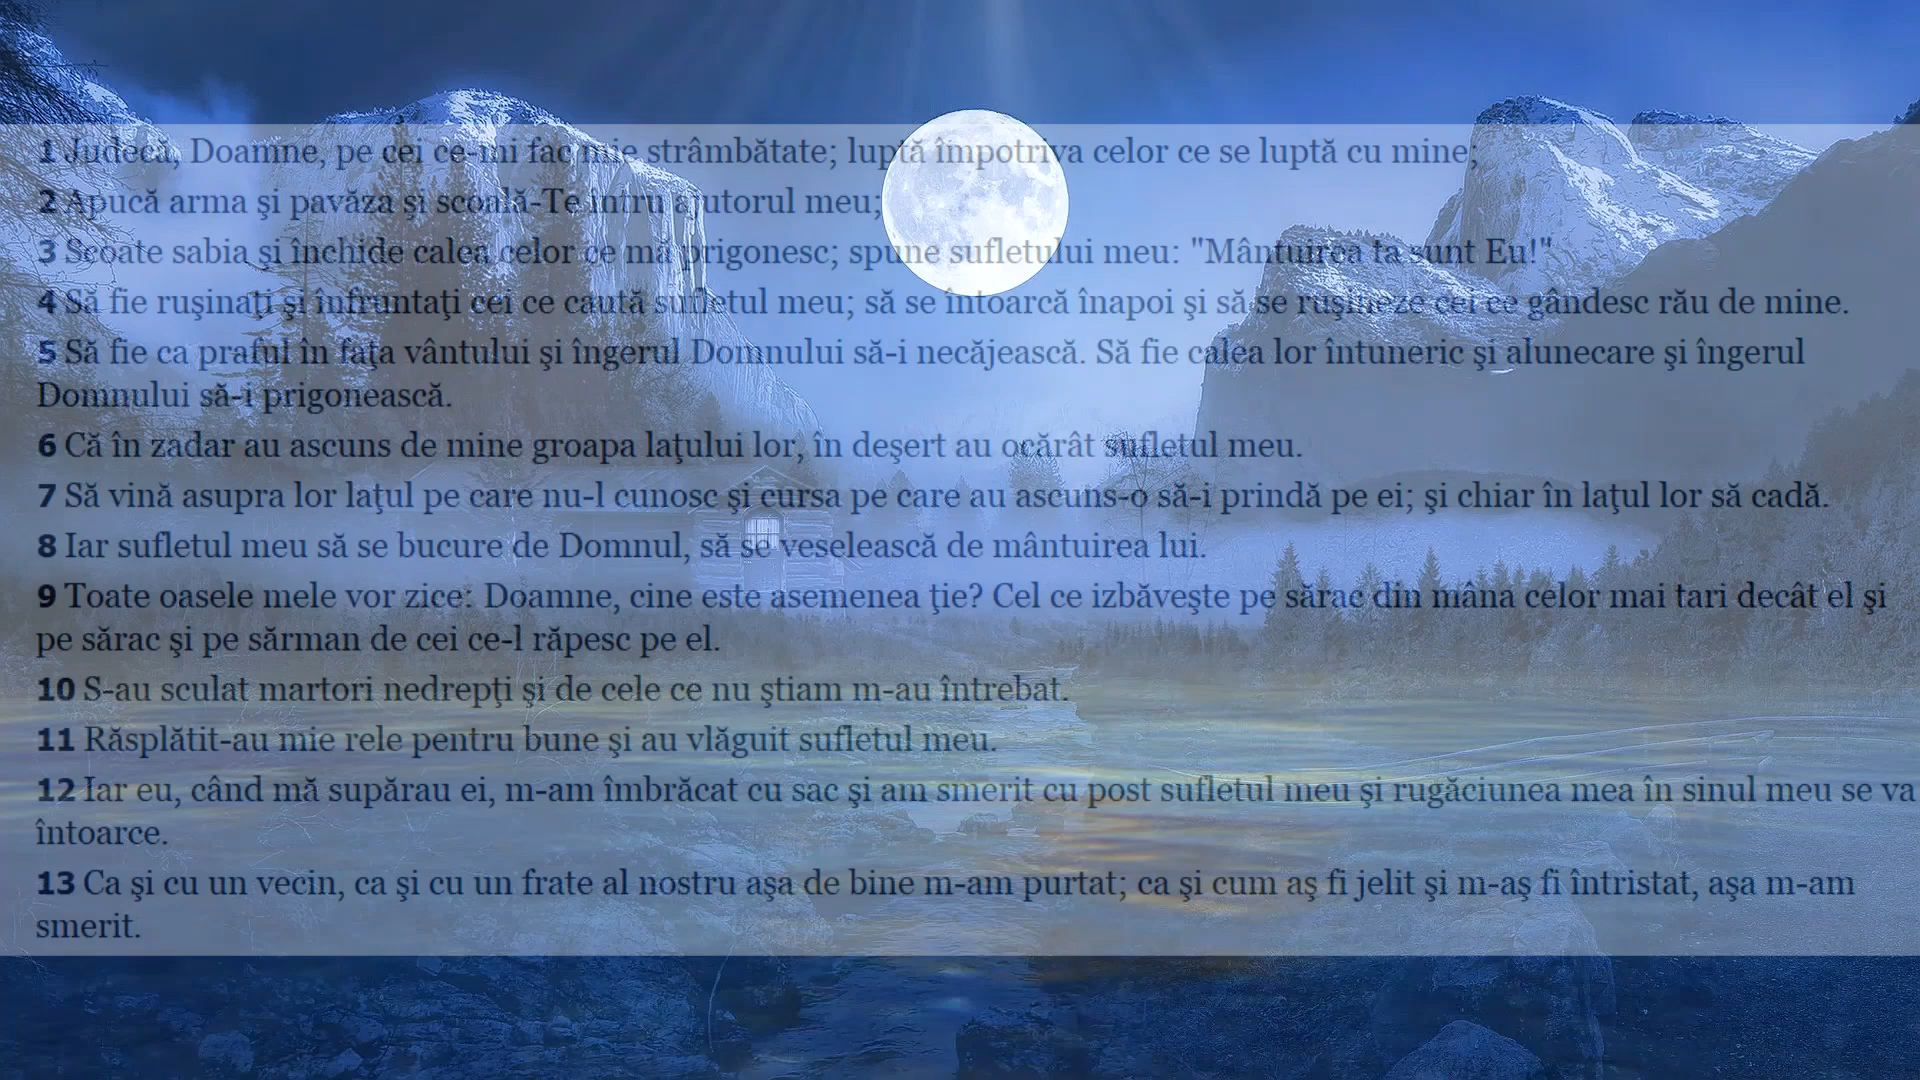 1 Judecă, Doamne, pe cei ce-mi fac mie strâmbătate; luptă împotriva celor ce se luptă cu mine;
2 Apucă arma şi pavăza şi scoală-Te întru ajutorul meu;
3 Scoate sabia şi închide calea celor ce mă prigonesc; spune sufletului meu: "Mântuirea ta sunt Eu!"
4 Să fie ruşinaţi şi înfruntaţi cei ce caută sufletul meu; să se întoarcă înapoi şi să se ruşineze cei ce gândesc rău de mine.
5 Să fie ca praful în faţa vântului şi îngerul Domnului să-i necăjească. Să fie calea lor întuneric şi alunecare şi îngerul
Domnului să-i prigonească.
6 Că în zadar au ascuns de mine groapa laţului lor, în deşert au ocărât sufletul meu.
7 Să vină asupra lor laţul pe care nu-l cunosc şi cursa pe care au ascuns-o să-i prindă pe ei; şi chiar în laţul lor să cadă.
8 Iar sufletul meu să se bucure de Domnul, să se veselească de mântuirea lui.
9 Toate oasele mele vor zice: Doamne, cine este asemenea ţie? Cel ce izbăveşte pe sărac din mâna celor mai tari decât el şi
pe sărac şi pe sărman de cei ce-l răpesc pe el.
10 S-au sculat martori nedrepţi şi de cele ce nu ştiam m-au întrebat.
11 Răsplătit-au mie rele pentru bune şi au vlăguit sufletul meu.
12 Iar eu, când mă supărau ei, m-am îmbrăcat cu sac şi am smerit cu post sufletul meu şi rugăciunea mea în sinul meu se va
întoarce.
13 Ca şi cu un vecin, ca şi cu un frate al nostru aşa de bine m-am purtat; ca şi cum aş fi jelit şi m-aş fi întristat, aşa m-am
smerit.